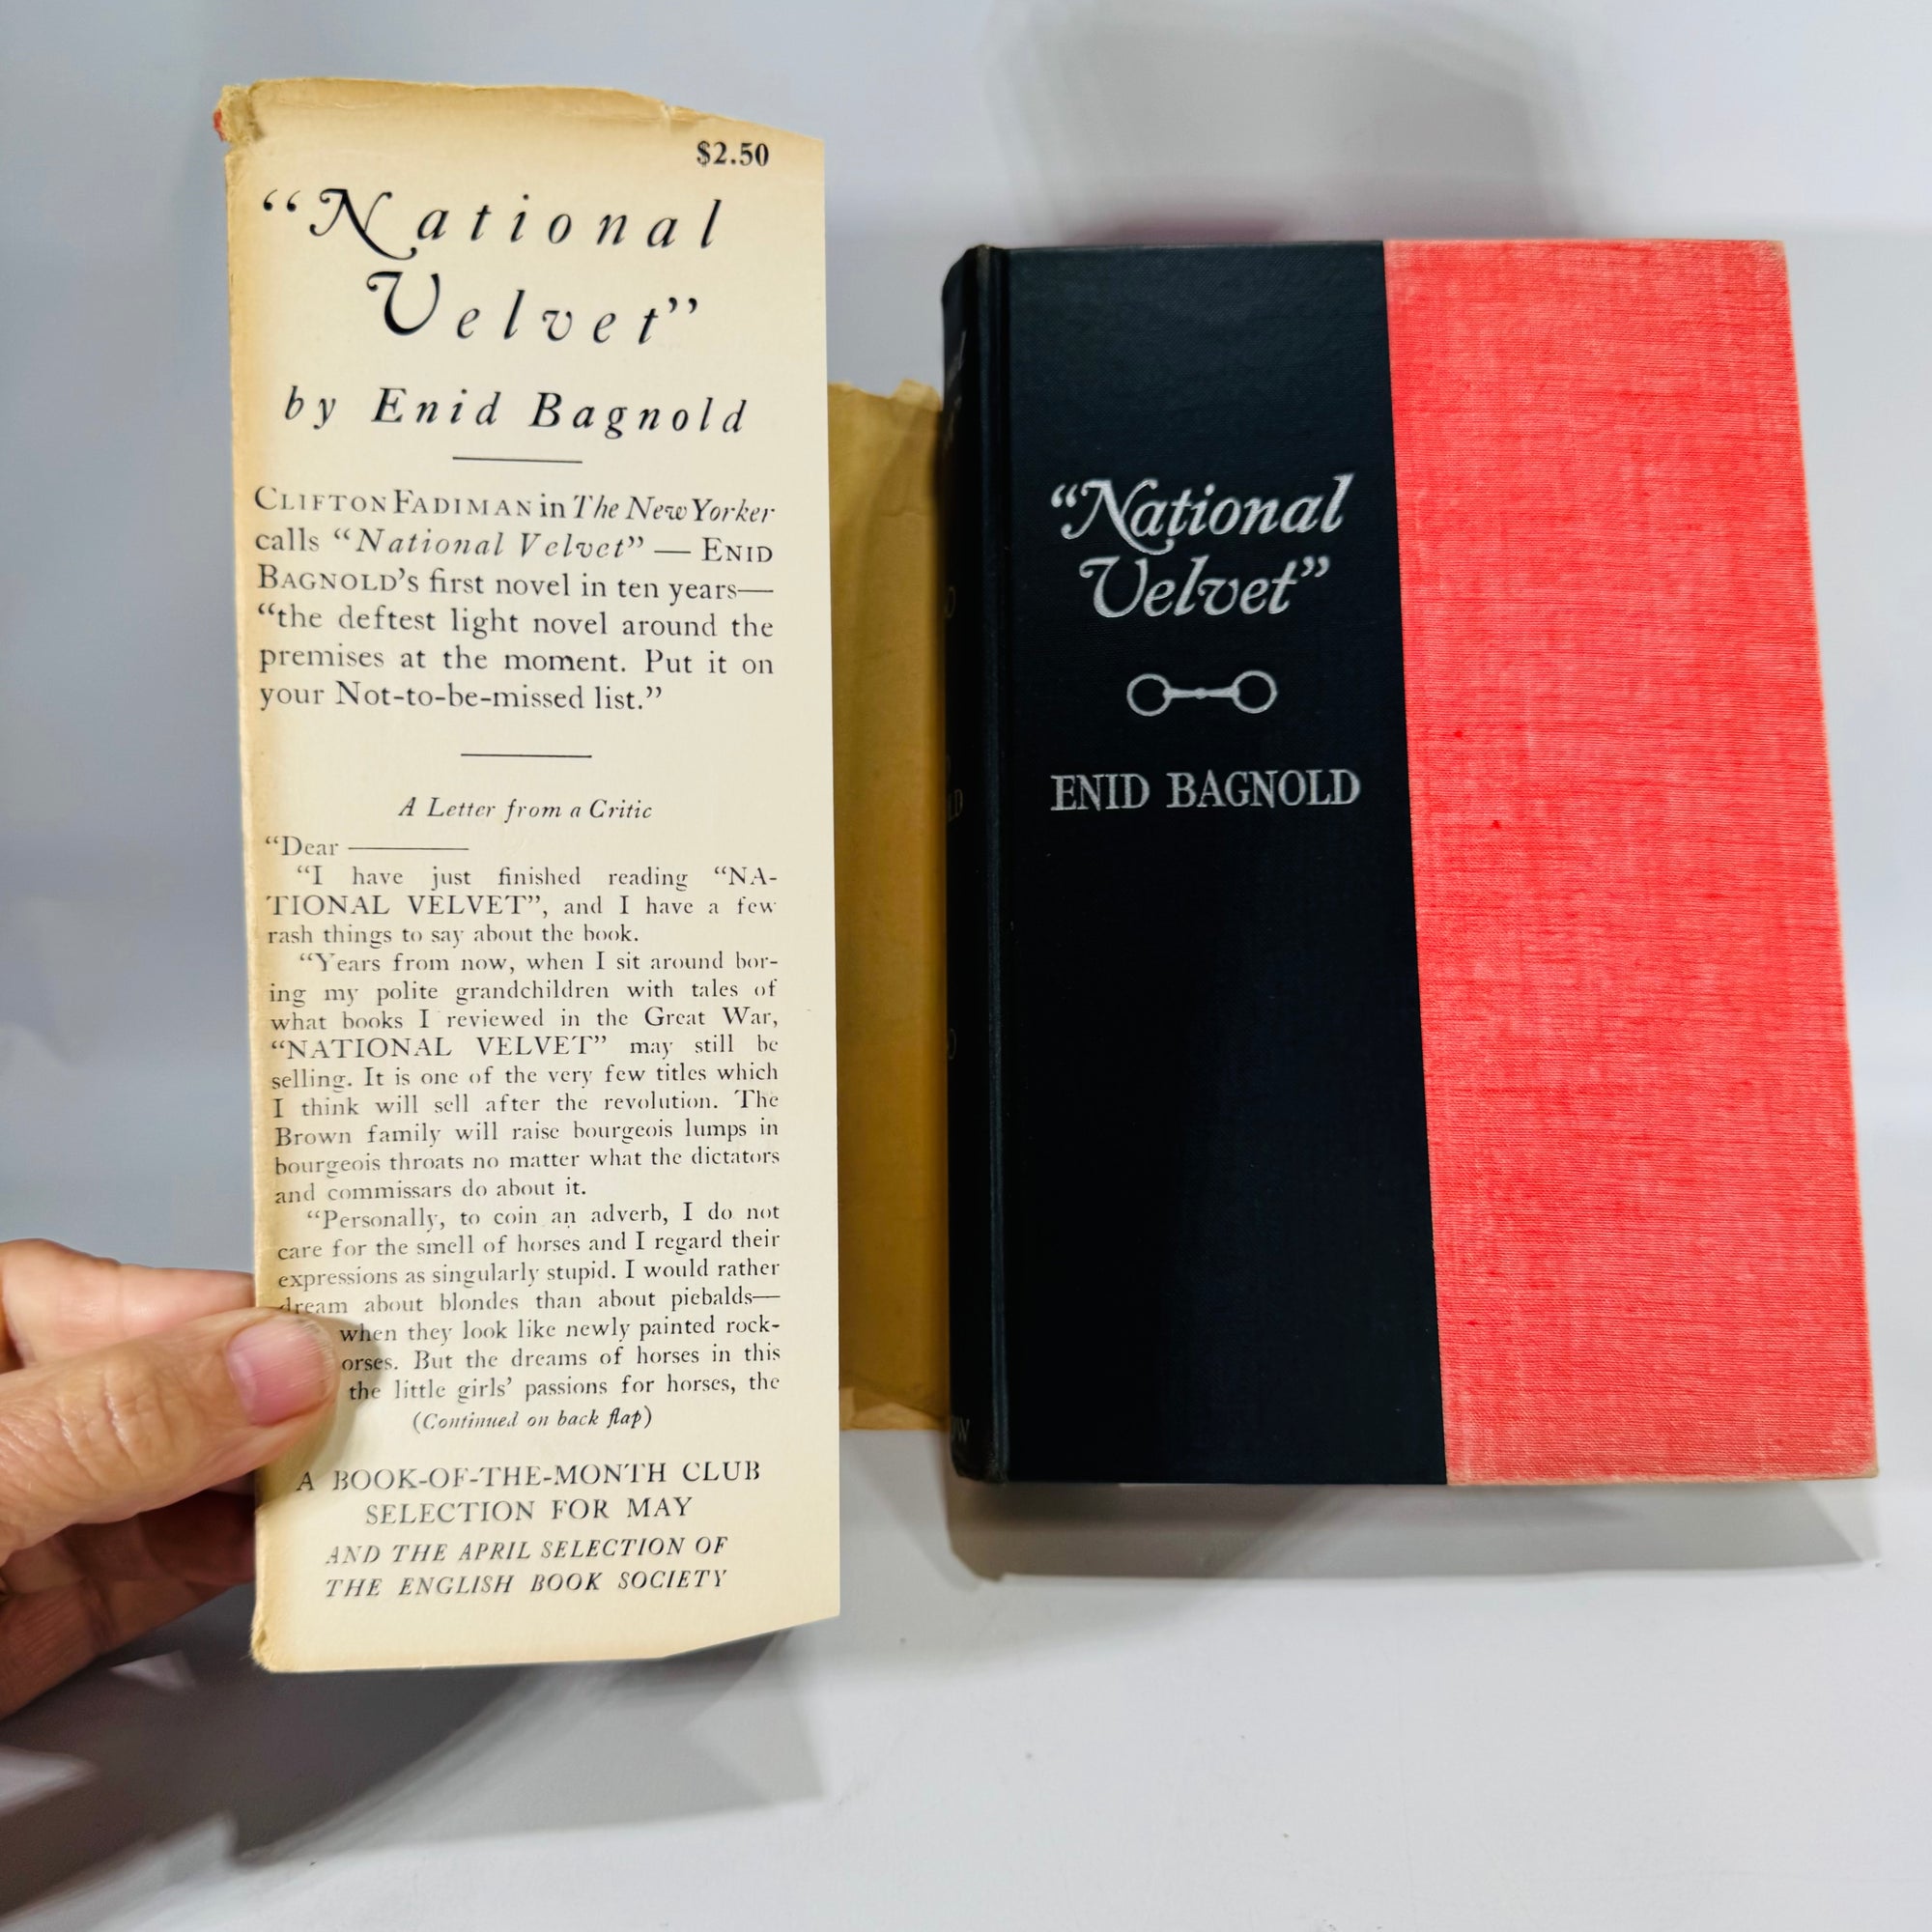 $2.50
“National
Velvet”
by Enid Bagnold
CLIFTON FADIMAN in The New Yorker
calls “National Velvet” — ENID
BAGNOLD’s first novel in ten years—
“the deftest light novel around the
premises at the moment. Put it on
your Not-to-be-missed list.”
A Letter from a Critic
“Dear ———
“I have just finished reading “NA-
TIONAL VELVET”, and I have a few
rash things to say about the book.
“Years from now, when I sit around bor-
ing my polite grandchildren with tales of
what books I reviewed in the Great War,
“NATIONAL VELVET” may still be
selling. It is one of the very few titles which
I think will sell after the revolution. The
Brown family will raise bourgeois lumps in
bourgeois throats no matter what the dictators
and commissars do about it.
“Personally, to coin an adverb, I do not
care for the smell of horses and I regard their
expressions as singularly stupid. I would rather
dream about blondes than about piebalds—
when they look like newly painted rock-
orses. But the dreams of horses in this
the little girls’ passions for horses, the
(Continued on back flap)
A BOOK-OF-THE-MONTH CLUB
SELECTION FOR MAY
AND THE APRIL SELECTION OF
THE ENGLISH BOOK SOCIETY
“National
Velvet”
ENID BAGNOLD